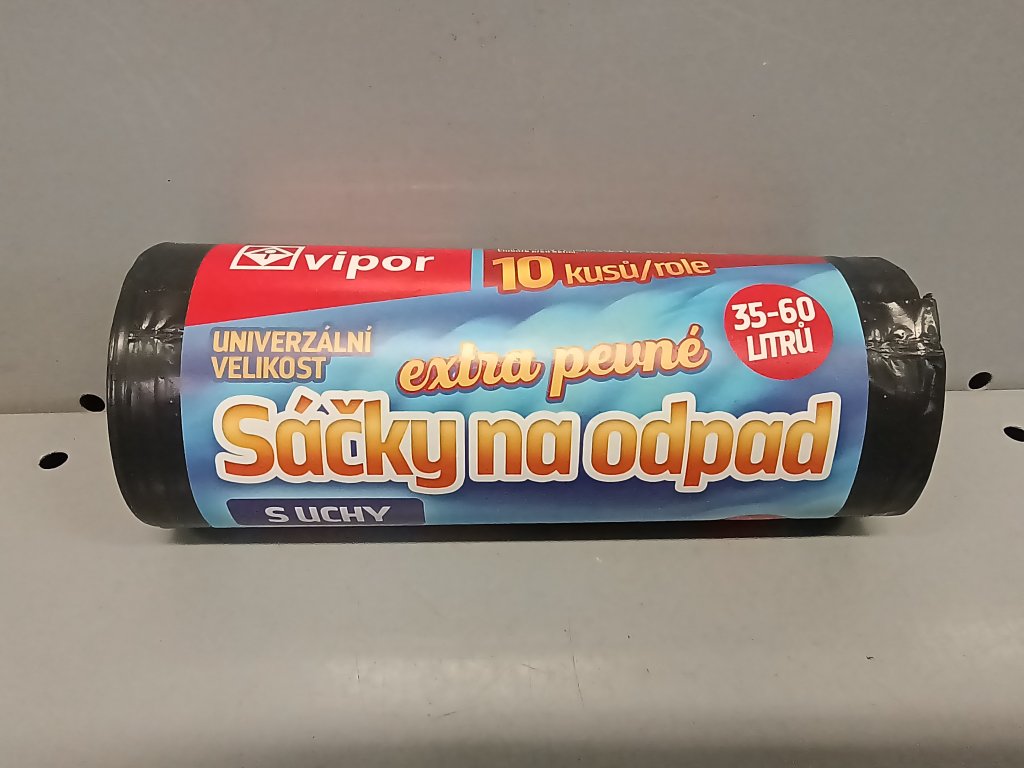 vipor
10 kusů/role
35-60
LITRŮ
UNIVERZÁLNÍ
VELIKOST
extra pevné
Sáčky na odpad
S UCHY